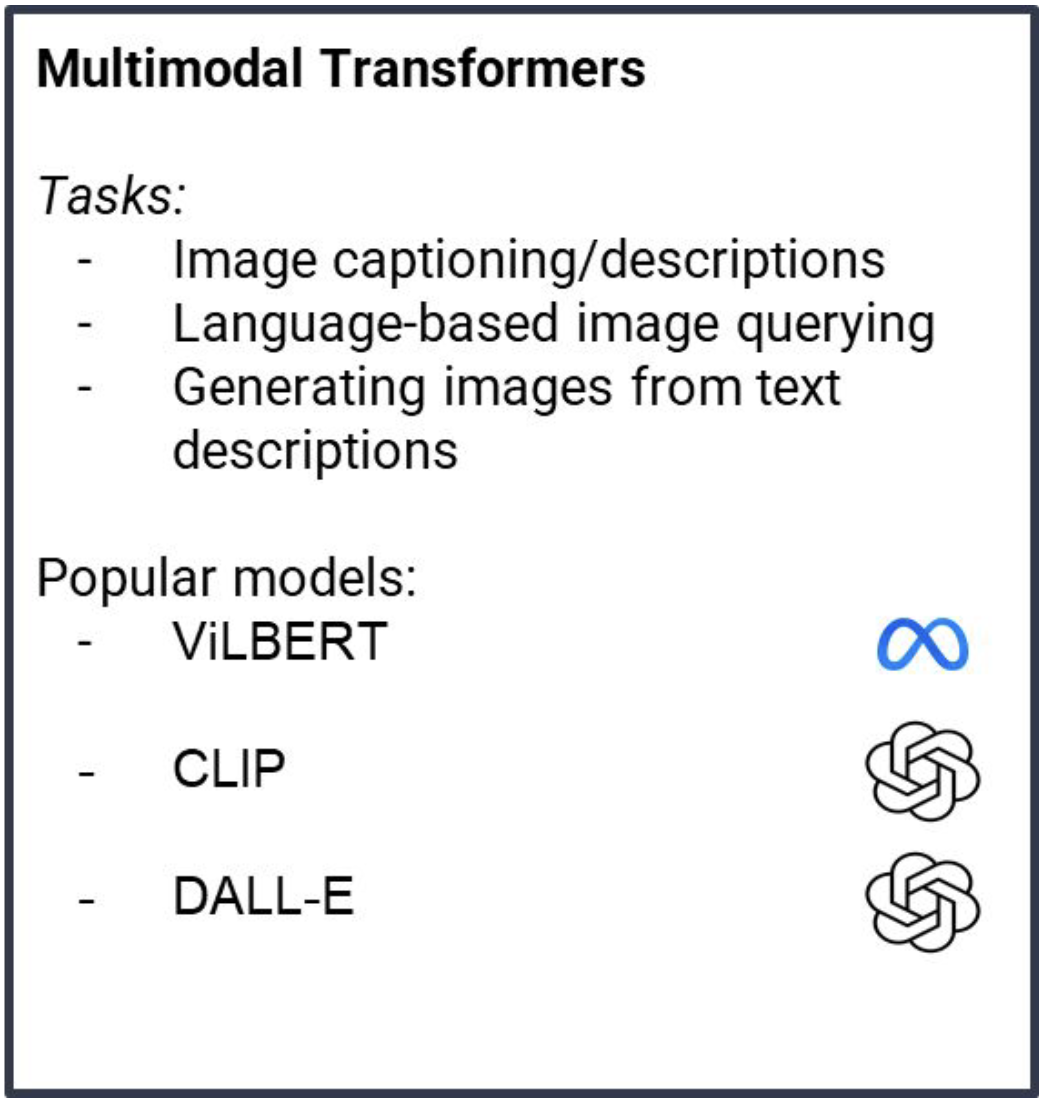 Multimodal Transformers
Tasks:
- Image captioning/descriptions
- Language-based image querying
- Generating images from text
descriptions
Popular models:
- ViLBERT
- CLIP
- DALL-E